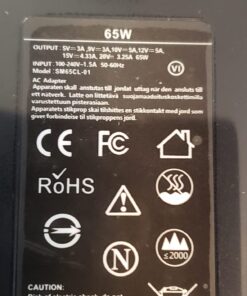 65W
OUTPUT : 5V⎓3A,9V⎓3A,10V⎓5A,12V⎓5A,
15V⎓4.33A, 20V⎓ 3.25A 65W
INPUT : 100-240V~1.5A 50-60Hz
Model : SM65CL-01
VI
AC Adapter
Apparaten skall anslutas till jordat uttag när den ansluts till
ett nätverk. Laite on liitettävä suojamaadoituskoskettimilla
varustettuun pistorasiaan.
Apparatets stikprop skal tilsluttes en stikkontakt med jord som
giver forbindelse til stikproppens jord.
CE FC
RoHS
N
≤2000
CAUTION: